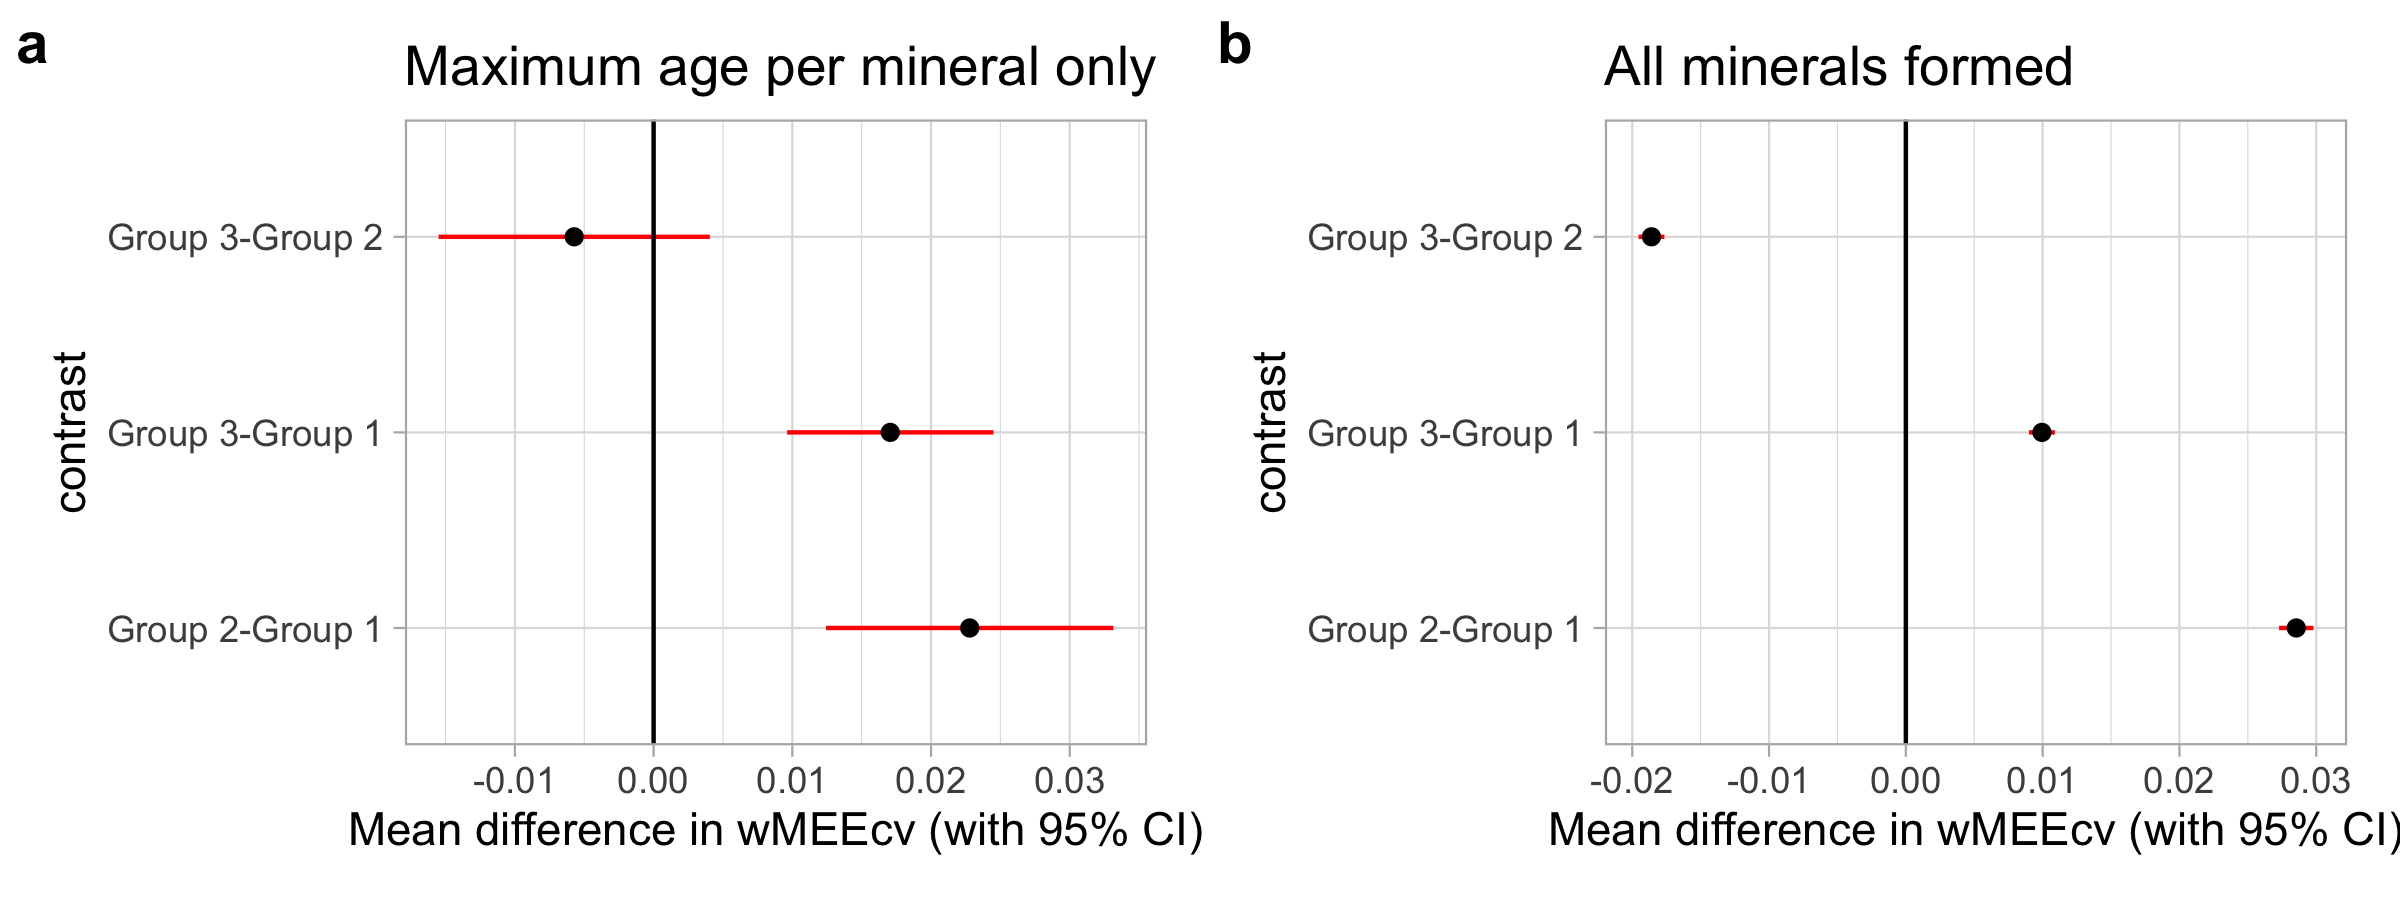 a
Maximum age per mineral only
Group 3-Group 2
Group 3-Group 1
Group 2-Group 1
contrast
-0.01 0.00 0.01 0.02 0.03
Mean difference in wMEEcv (with 95% CI)
b
All minerals formed
Group 3-Group 2
Group 3-Group 1
Group 2-Group 1
contrast
-0.02 -0.01 0.00 0.01 0.02 0.03
Mean difference in wMEEcv (with 95% CI)